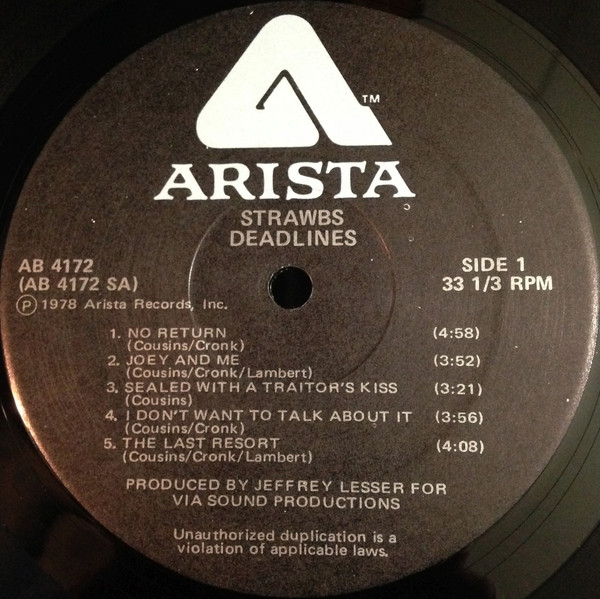 TM
ARISTA
STRAWBS
DEADLINES
AB 4172
(AB 4172 SA)
Ⓟ 1978 Arista Records, Inc.
SIDE 1
33 1/3 RPM
1. NO RETURN (4:58)
(Cousins/Cronk)
2. JOEY AND ME (3:52)
(Cousins/Cronk/Lambert)
3. SEALED WITH A TRAITOR'S KISS (3:21)
(Cousins)
4. I DON'T WANT TO TALK ABOUT IT (3:56)
(Cousins/Cronk)
5. THE LAST RESORT (4:08)
(Cousins/Cronk/Lambert)
PRODUCED BY JEFFREY LESSER FOR
VIA SOUND PRODUCTIONS
Unauthorized duplication is a
violation of applicable laws.